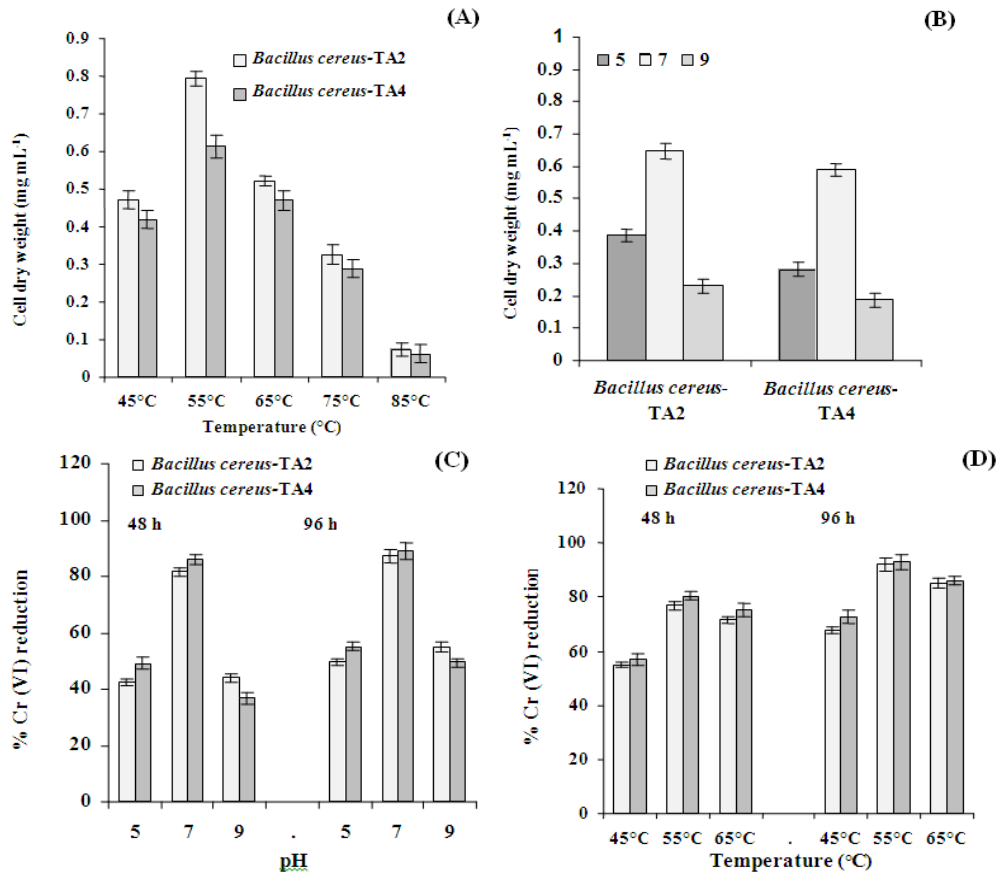 (A)
Cell dry weight (mg mL-1)
0.9
0.8
0.7
0.6
0.5
0.4
0.3
0.2
0.1
0
Bacillus cereus-TA2
Bacillus cereus-TA4
45°C 55°C 65°C 75°C 85°C
Temperature (°C)
(B)
Cell dry weight (mg mL-1)
1
0.9
0.8
0.7
0.6
0.5
0.4
0.3
0.2
0.1
0
5 7 9
Bacillus cereus- Bacillus cereus-
TA2 TA4
(C)
% Cr (VI) reduction
120
100
80
60
40
20
0
Bacillus cereus-TA2
Bacillus cereus-TA4
48 h 96 h
5 7 9 . 5 7 9
pH
(D)
% Cr (VI) reduction
120
100
80
60
40
20
0
Bacillus cereus-TA2
Bacillus cereus-TA4
48 h 96 h
45°C 55°C 65°C . 45°C 55°C 65°C
Temperature (°C)